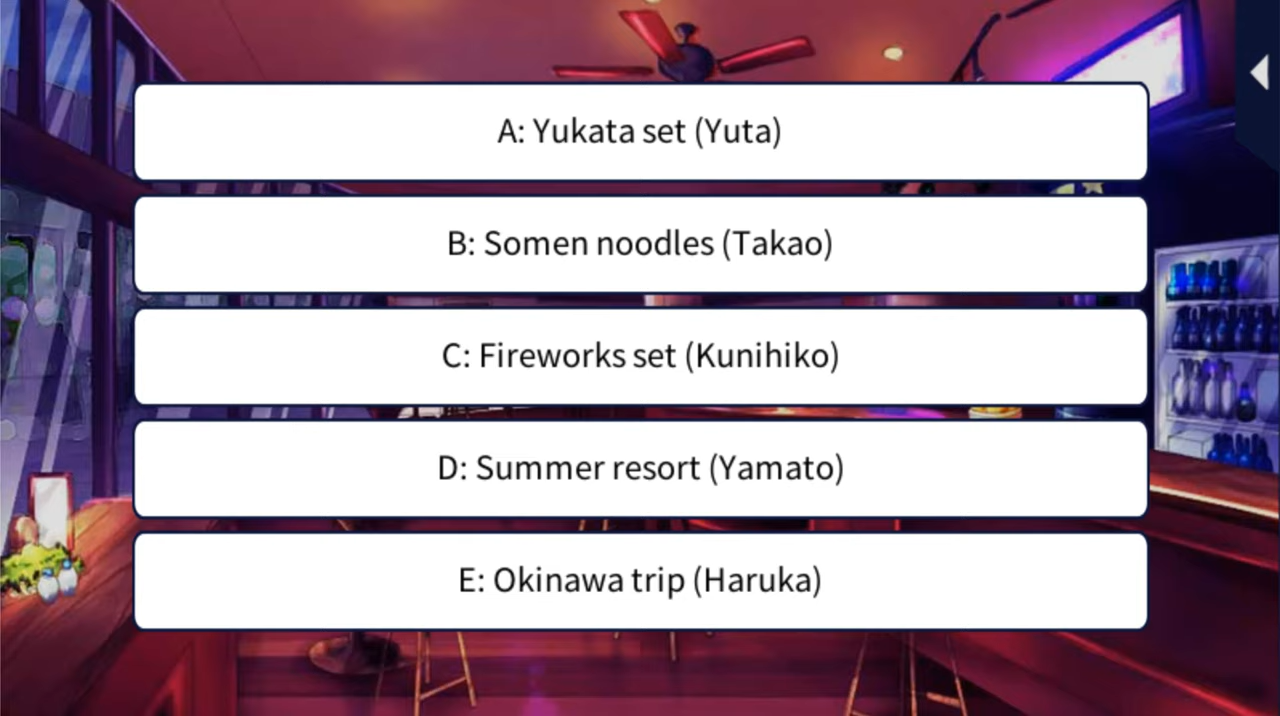 A: Yukata set (Yuta)
B: Somen noodles (Takao)
C: Fireworks set (Kunihiko)
D: Summer resort (Yamato)
E: Okinawa trip (Haruka)